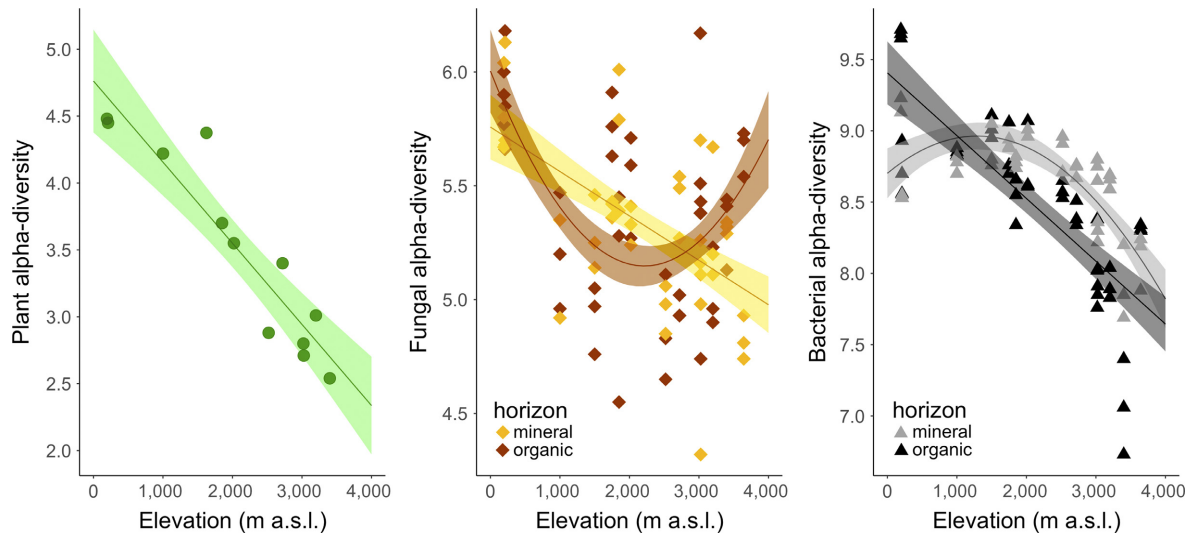 Plant alpha-diversity
5.0
4.5
4.0
3.5
3.0
2.5
2.0
0 1,000 2,000 3,000 4,000
Elevation (m a.s.l.)
Fungal alpha-diversity
6.0
5.5
5.0
4.5
horizon
mineral
organic
0 1,000 2,000 3,000 4,000
Elevation (m a.s.l.)
Bacterial alpha-diversity
9.5
9.0
8.5
8.0
7.5
7.0
horizon
mineral
organic
0 1,000 2,000 3,000 4,000
Elevation (m a.s.l.)